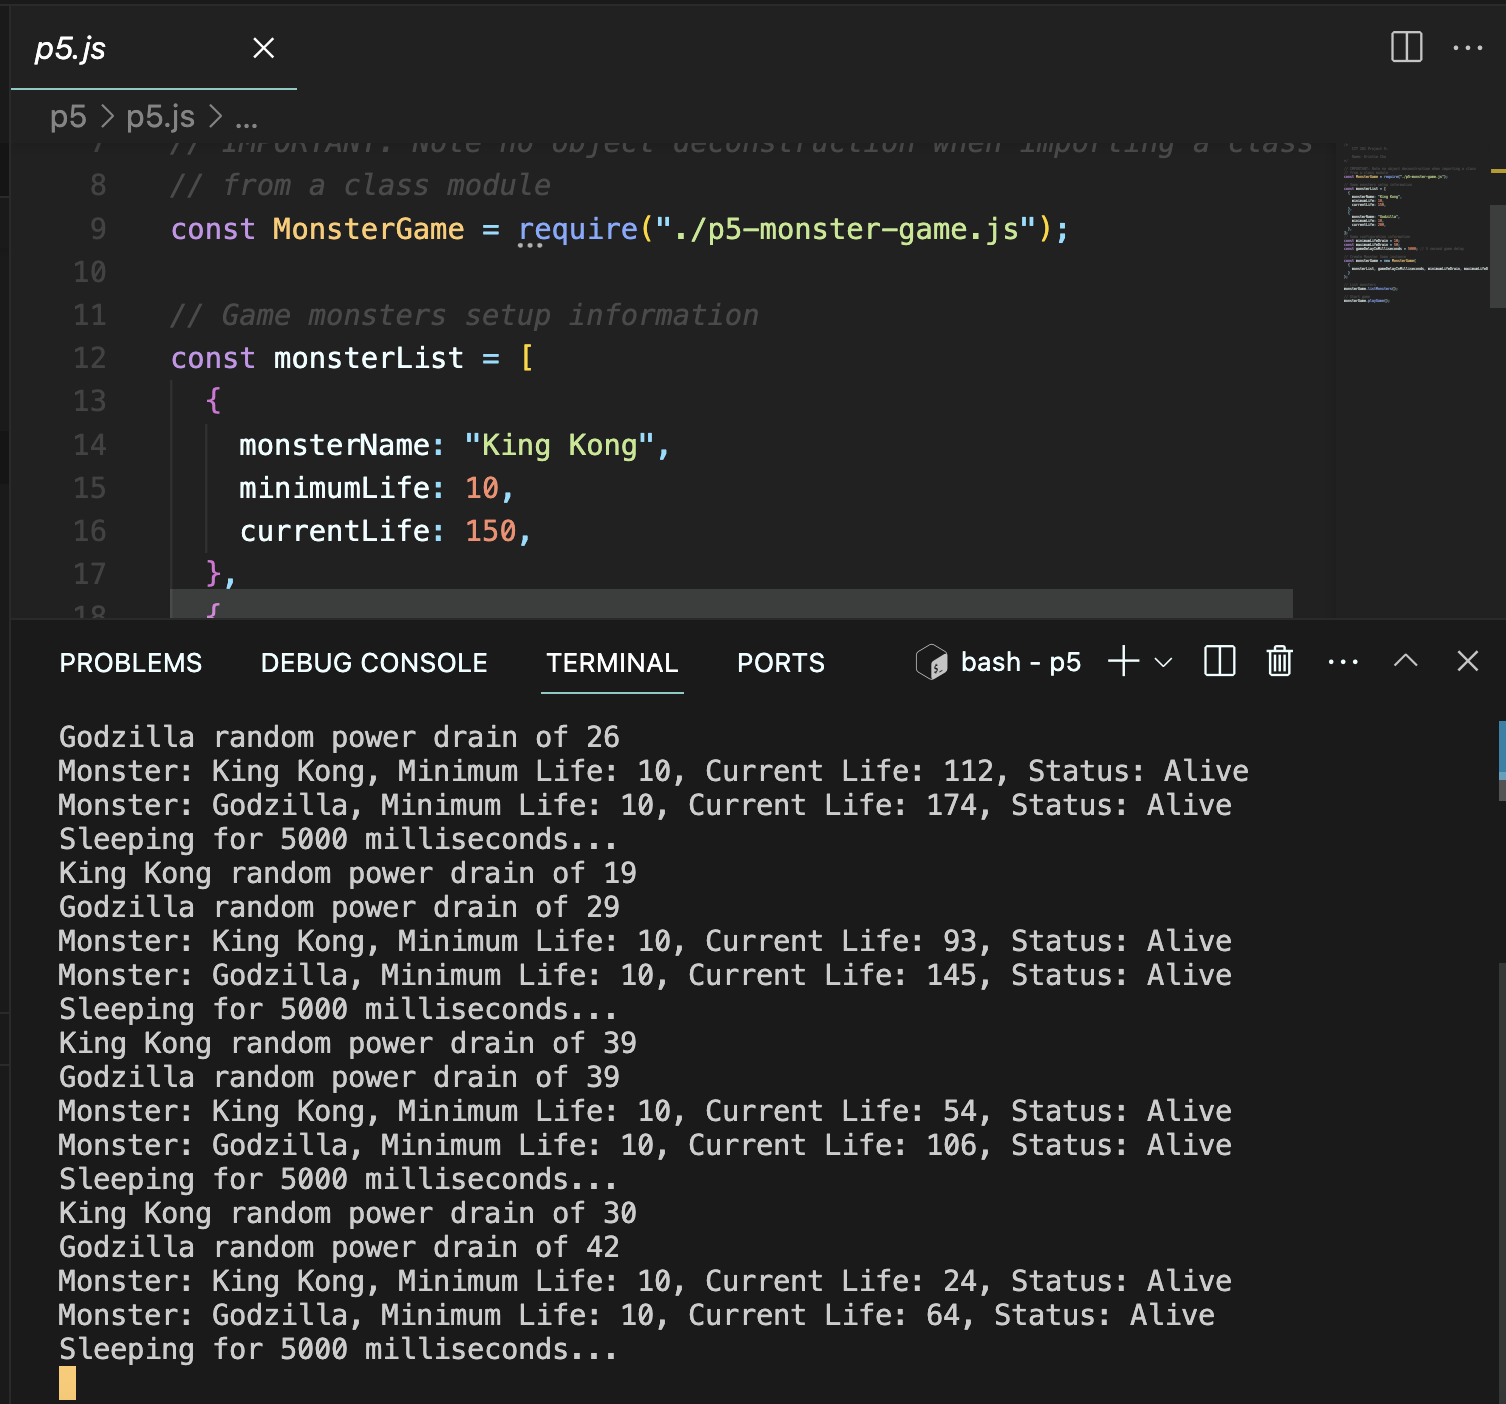 p5.js
p5 > p5.js > ...
7 // IMPORTANT: Note no object deconstruction when importing a class
8 // from a class module
9 const MonsterGame = require("./p5-monster-game.js");
10
11 // Game monsters setup information
12 const monsterList = [
13 {
14 monsterName: "King Kong",
15 minimumLife: 10,
16 currentLife: 150,
17 },
18 {
PROBLEMS DEBUG CONSOLE TERMINAL PORTS bash - p5
Godzilla random power drain of 26
Monster: King Kong, Minimum Life: 10, Current Life: 112, Status: Alive
Monster: Godzilla, Minimum Life: 10, Current Life: 174, Status: Alive
Sleeping for 5000 milliseconds...
King Kong random power drain of 19
Godzilla random power drain of 29
Monster: King Kong, Minimum Life: 10, Current Life: 93, Status: Alive
Monster: Godzilla, Minimum Life: 10, Current Life: 145, Status: Alive
Sleeping for 5000 milliseconds...
King Kong random power drain of 39
Godzilla random power drain of 39
Monster: King Kong, Minimum Life: 10, Current Life: 54, Status: Alive
Monster: Godzilla, Minimum Life: 10, Current Life: 106, Status: Alive
Sleeping for 5000 milliseconds...
King Kong random power drain of 30
Godzilla random power drain of 42
Monster: King Kong, Minimum Life: 10, Current Life: 24, Status: Alive
Monster: Godzilla, Minimum Life: 10, Current Life: 64, Status: Alive
Sleeping for 5000 milliseconds...